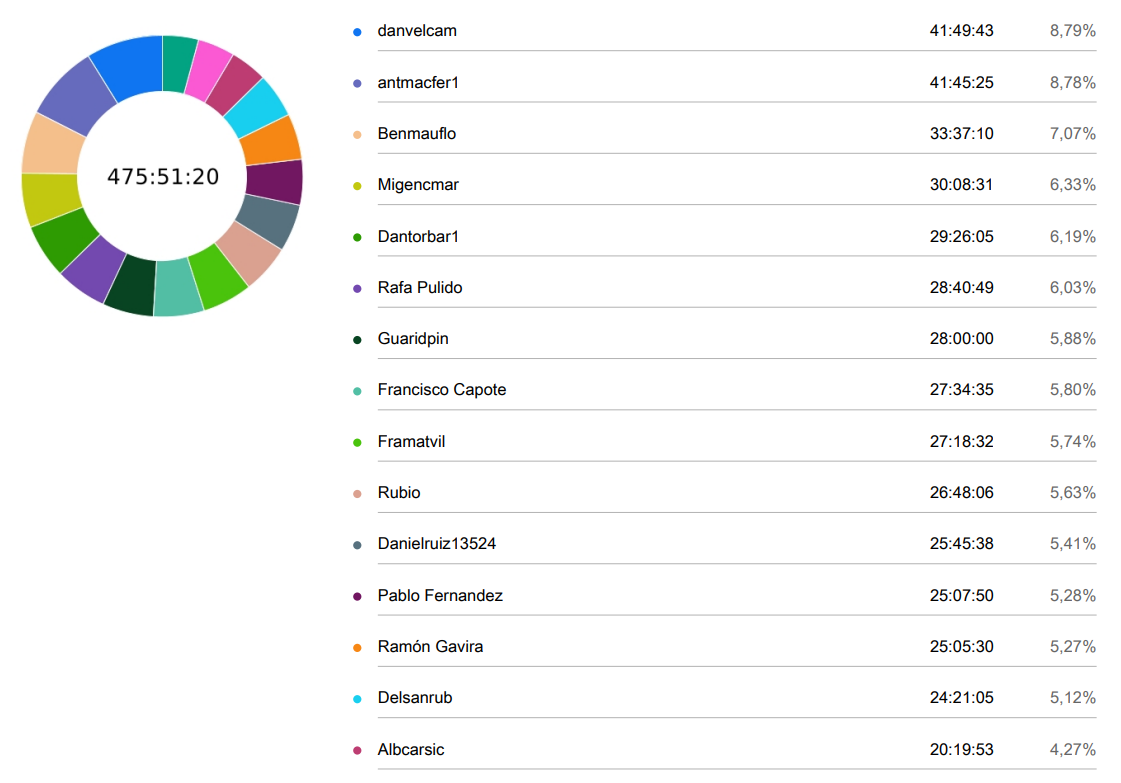 475:51:20
danvelcam 41:49:43 8,79%
antmacfer1 41:45:25 8,78%
Benmauflo 33:37:10 7,07%
Migencmar 30:08:31 6,33%
Dantorbar1 29:26:05 6,19%
Rafa Pulido 28:40:49 6,03%
Guaridpin 28:00:00 5,88%
Francisco Capote 27:34:35 5,80%
Framatvil 27:18:32 5,74%
Rubio 26:48:06 5,63%
Danielruiz13524 25:45:38 5,41%
Pablo Fernandez 25:07:50 5,28%
Ramón Gavira 25:05:30 5,27%
Delsanrub 24:21:05 5,12%
Albcarsic 20:19:53 4,27%